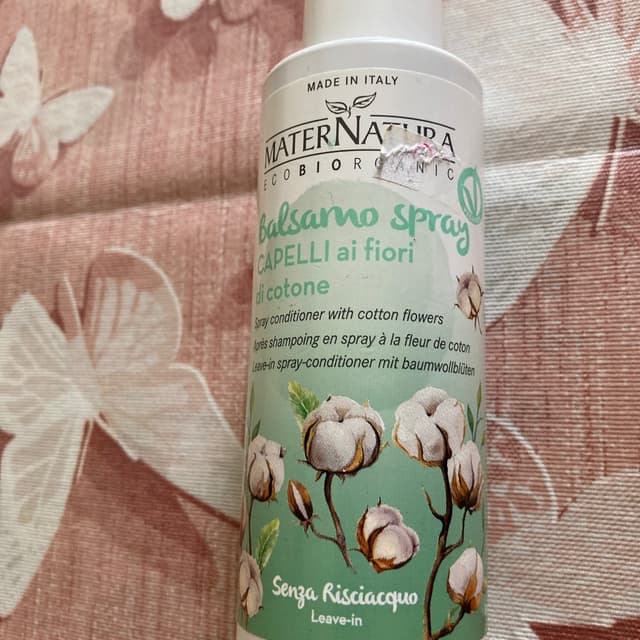 MADE IN ITALY
MATERNATURA
ECOBIORGANIC
Balsamo spray
CAPELLI ai fiori
di cotone
Spray conditioner with cotton flowers
Après shampoing en spray à la fleur de coton
Leave-in spray-conditioner mit baumwollblüten
Senza Risciacquo
Leave-in